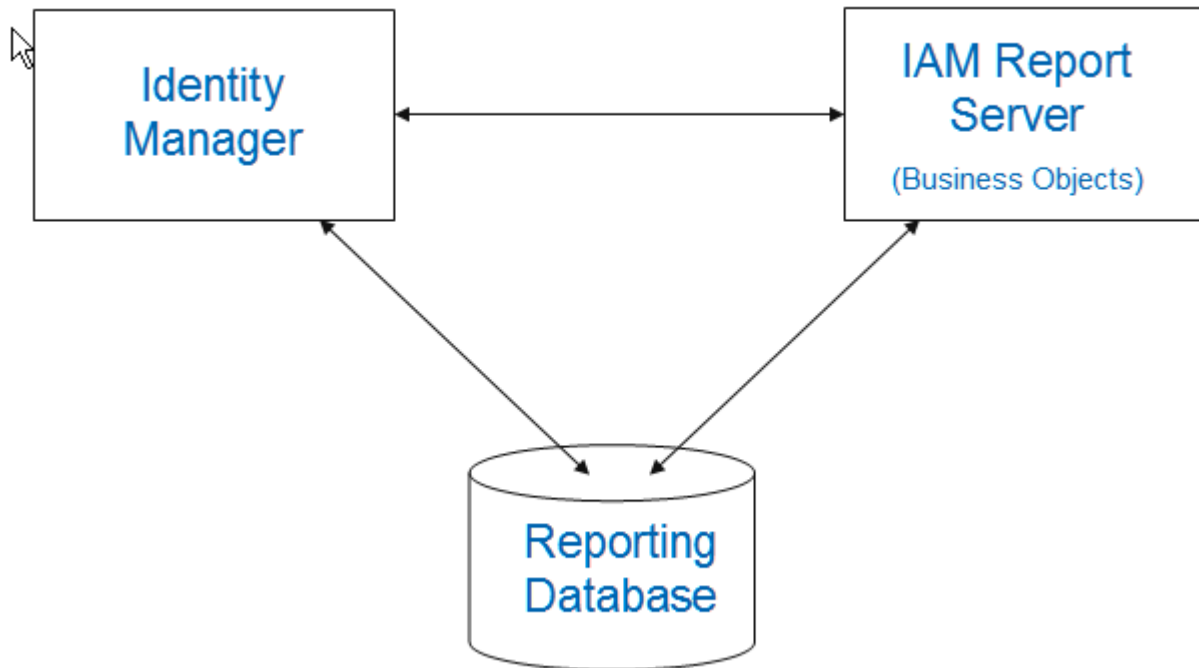 Identity
Manager
IAM Report
Server
(Business Objects)
Reporting
Database